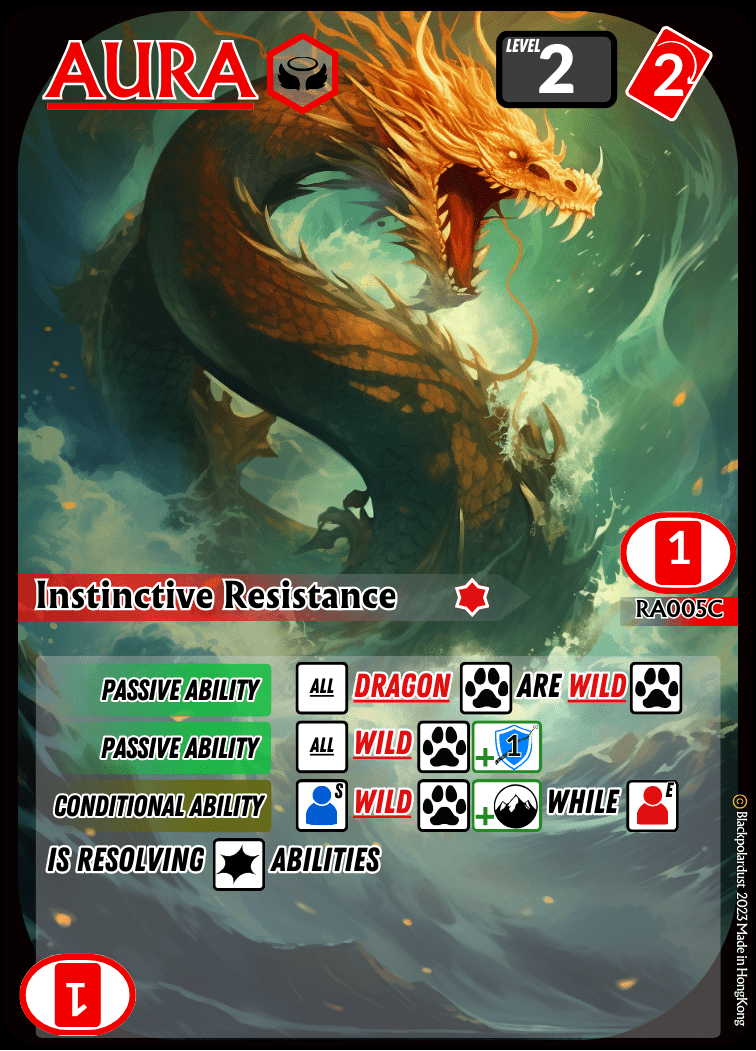 AURA
LEVEL 2
2
1
Instinctive Resistance
RA005C
PASSIVE ABILITY ALL DRAGON ARE WILD
PASSIVE ABILITY ALL WILD +1
CONDITIONAL ABILITY S WILD + WHILE E
IS RESOLVING ABILITIES
1
© Blackpolardust 2023 Made in HongKong